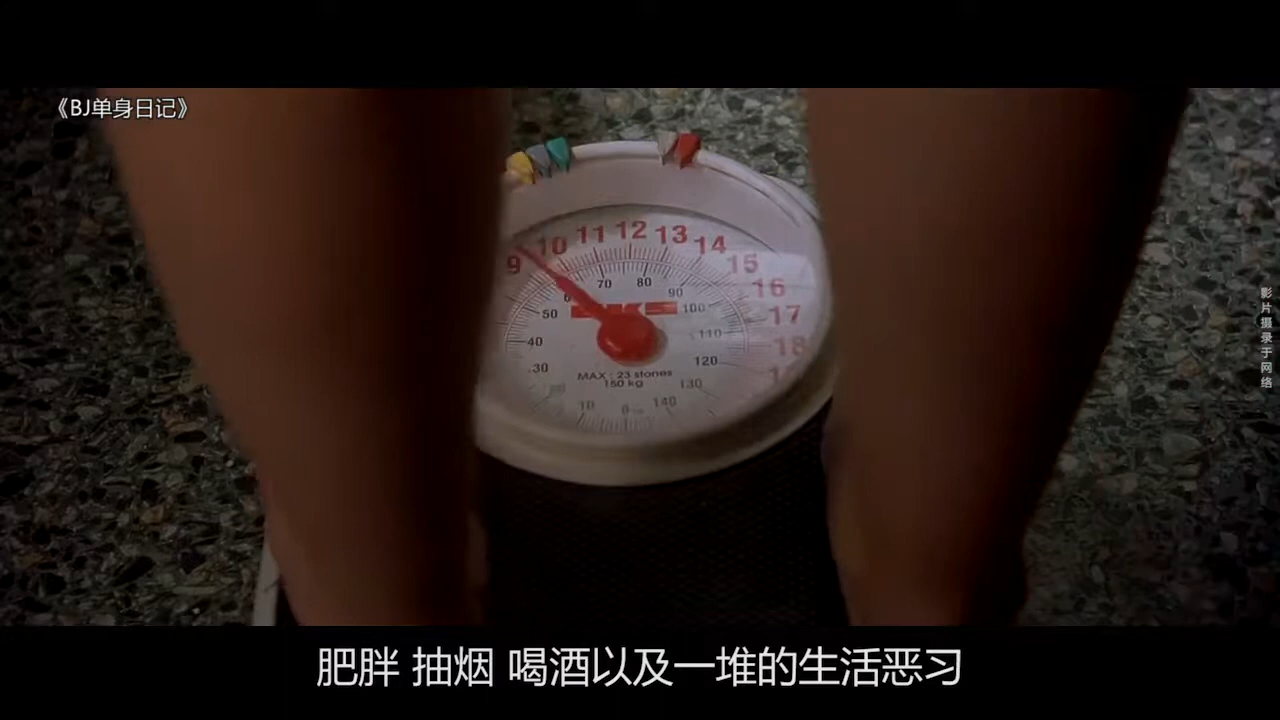 《BJ单身日记》
9 10 11 12 13 14 15 16 17 18
30 40 50 70 80 90 100 110 120 130 140
10 0
MAX : 23 stones
150 kg
影片摄录于网络
肥胖 抽烟 喝酒以及一堆的生活恶习